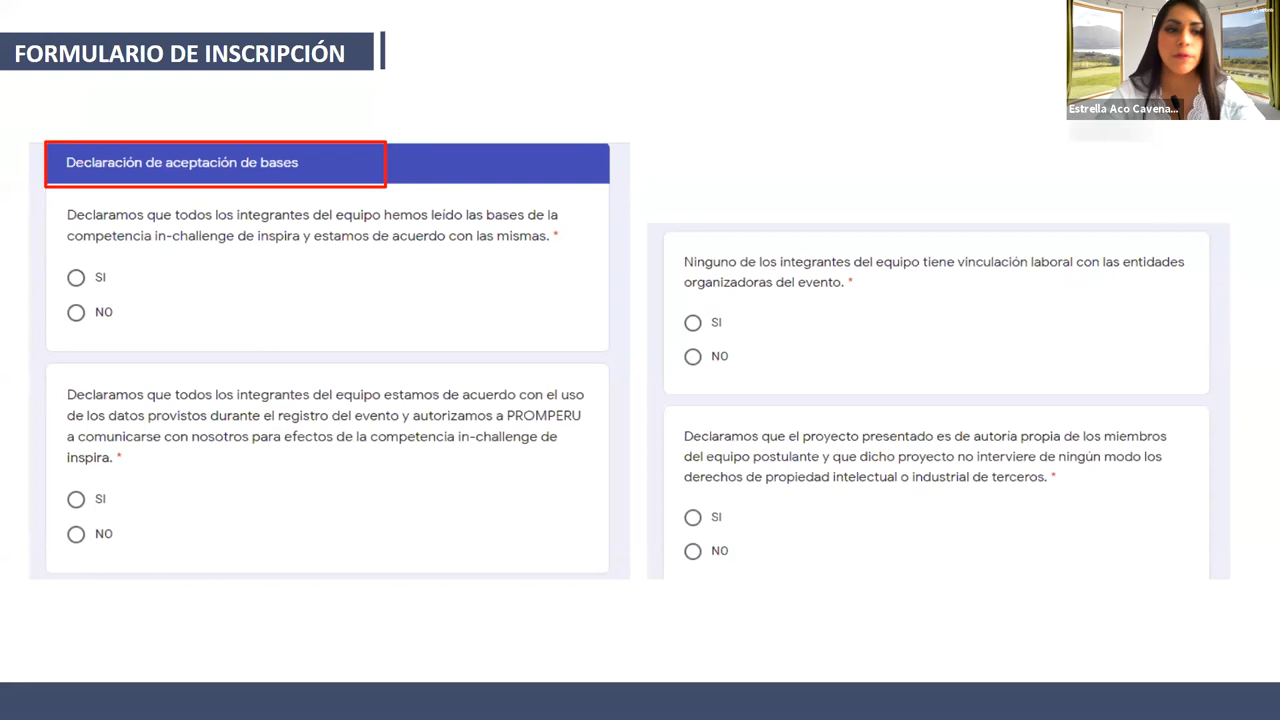 FORMULARIO DE INSCRIPCIÓN
Estrella Aco Cavena...
Declaración de aceptación de bases
Declaramos que todos los integrantes del equipo hemos leído las bases de la
competencia in-challenge de inspira y estamos de acuerdo con las mismas. *
SI
NO
Declaramos que todos los integrantes del equipo estamos de acuerdo con el uso
de los datos provistos durante el registro del evento y autorizamos a PROMPERU
a comunicarse con nosotros para efectos de la competencia in-challenge de
inspira. *
SI
NO
Ninguno de los integrantes del equipo tiene vinculación laboral con las entidades
organizadoras del evento. *
SI
NO
Declaramos que el proyecto presentado es de autoría propia de los miembros
del equipo postulante y que dicho proyecto no interviere de ningún modo los
derechos de propiedad intelectual o industrial de terceros. *
SI
NO